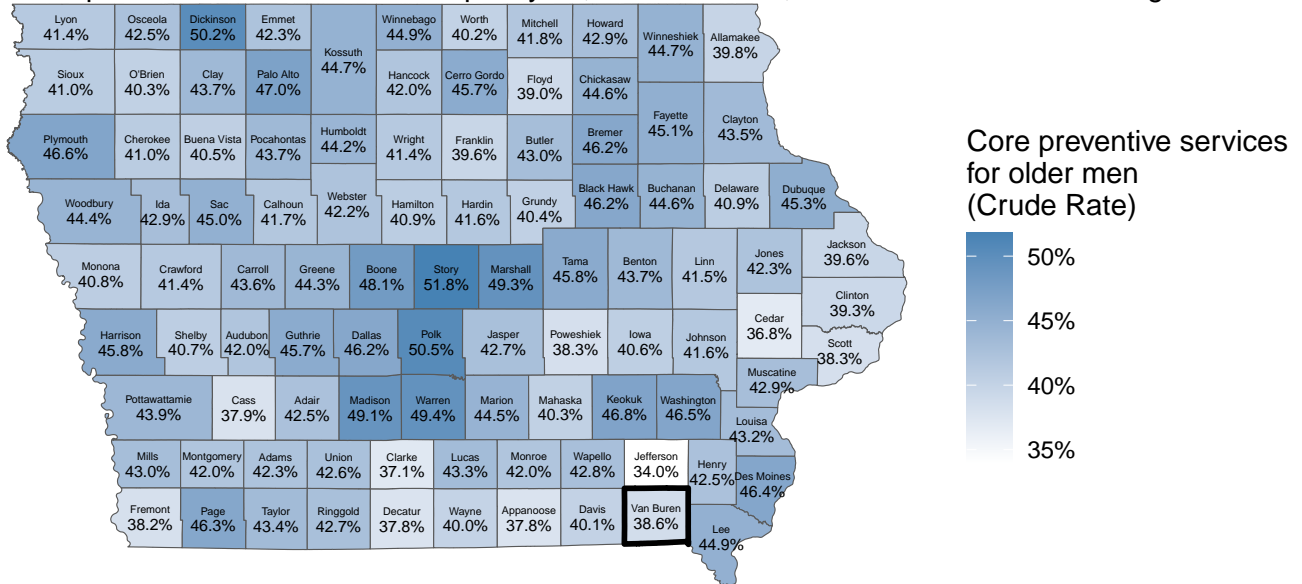 Lyon Osceola Dickinson Emmet Winnebago Worth Mitchell Howard Winneshiek Allamakee
41.4% 42.5% 50.2% 42.3% 44.9% 40.2% 41.8% 42.9% 44.7% 39.8%
Kossuth
44.7%
Sioux O'Brien Clay Palo Alto Hancock Cerro Gordo Floyd Chickasaw
41.0% 40.3% 43.7% 47.0% 42.0% 45.7% 39.0% 44.6%
Fayette Clayton
45.1% 43.5%
Plymouth Cherokee Buena Vista Pocahontas Humboldt Wright Franklin Butler Bremer
46.6% 41.0% 40.5% 43.7% 44.2% 41.4% 39.6% 43.0% 46.2%
Woodbury Ida Sac Calhoun Webster Hamilton Hardin Grundy Black Hawk Buchanan Delaware Dubuque
44.4% 42.9% 45.0% 41.7% 42.2% 40.9% 41.6% 40.4% 46.2% 44.6% 40.9% 45.3%
Monona Crawford Carroll Greene Boone Story Marshall Tama Benton Linn Jones Jackson
40.8% 41.4% 43.6% 44.3% 48.1% 51.8% 49.3% 45.8% 43.7% 41.5% 42.3% 39.6%
Clinton
39.3%
Harrison Shelby Audubon Guthrie Dallas Polk Jasper Poweshiek Iowa Johnson Cedar Scott
45.8% 40.7% 42.0% 45.7% 46.2% 50.5% 42.7% 38.3% 40.6% 41.6% 36.8% 38.3%
Muscatine
42.9%
Pottawattamie Cass Adair Madison Warren Marion Mahaska Keokuk Washington
43.9% 37.9% 42.5% 49.1% 49.4% 44.5% 40.3% 46.8% 46.5%
Louisa
43.2%
Mills Montgomery Adams Union Clarke Lucas Monroe Wapello Jefferson Henry Des Moines
43.0% 42.0% 42.3% 42.6% 37.1% 43.3% 42.0% 42.8% 34.0% 42.5% 46.4%
Fremont Page Taylor Ringgold Decatur Wayne Appanoose Davis Van Buren Lee
38.2% 46.3% 43.4% 42.7% 37.8% 40.0% 37.8% 40.1% 38.6% 44.9%
Core preventive services
for older men
(Crude Rate)
50%
45%
40%
35%